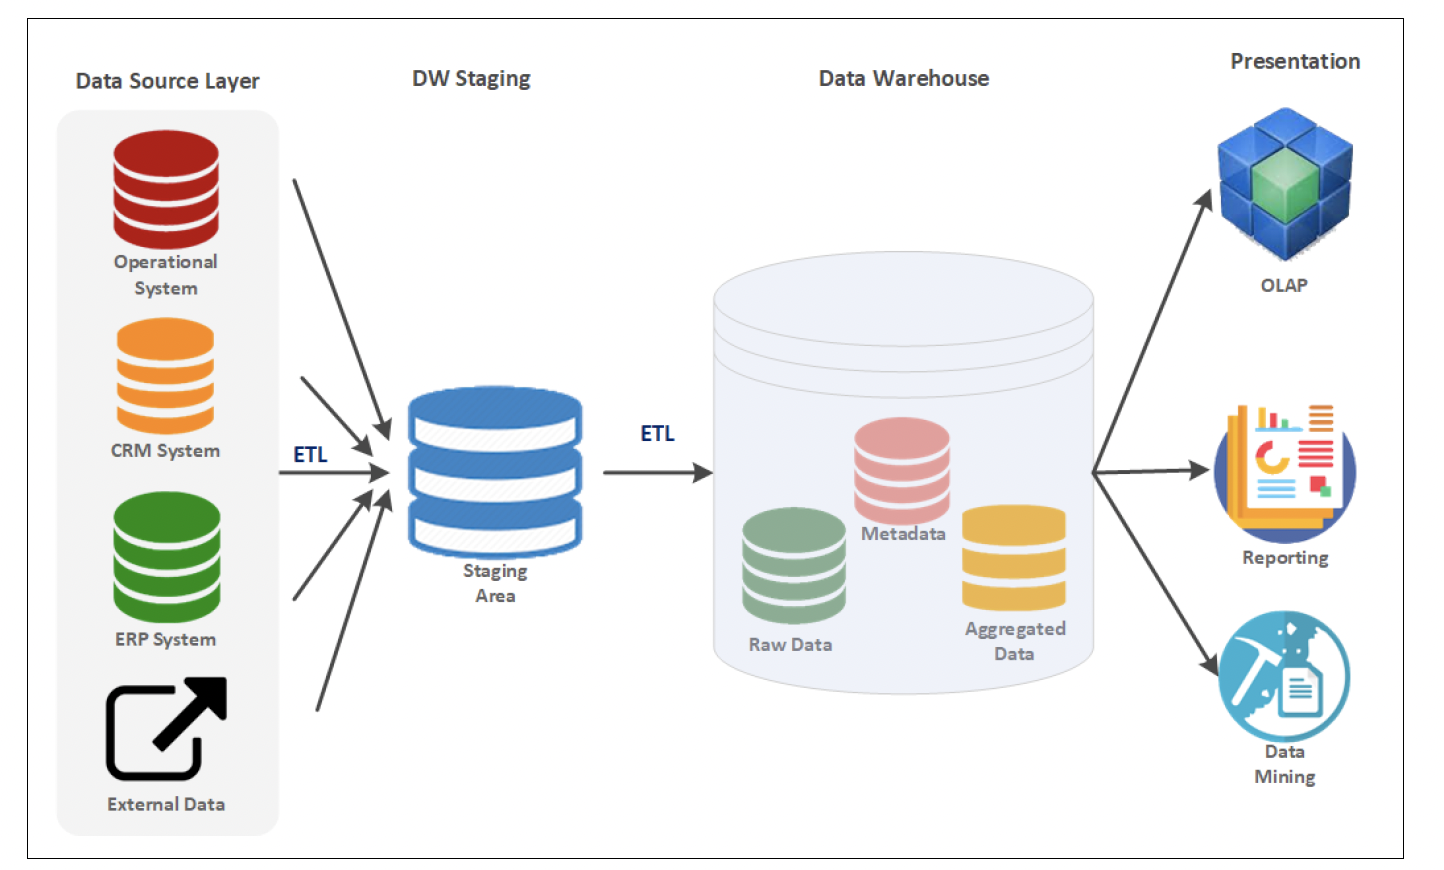 Data Source Layer
DW Staging
Data Warehouse
Presentation
Operational
System
CRM System
ERP System
External Data
ETL
Staging
Area
ETL
Metadata
Raw Data
Aggregated
Data
OLAP
Reporting
Data
Mining